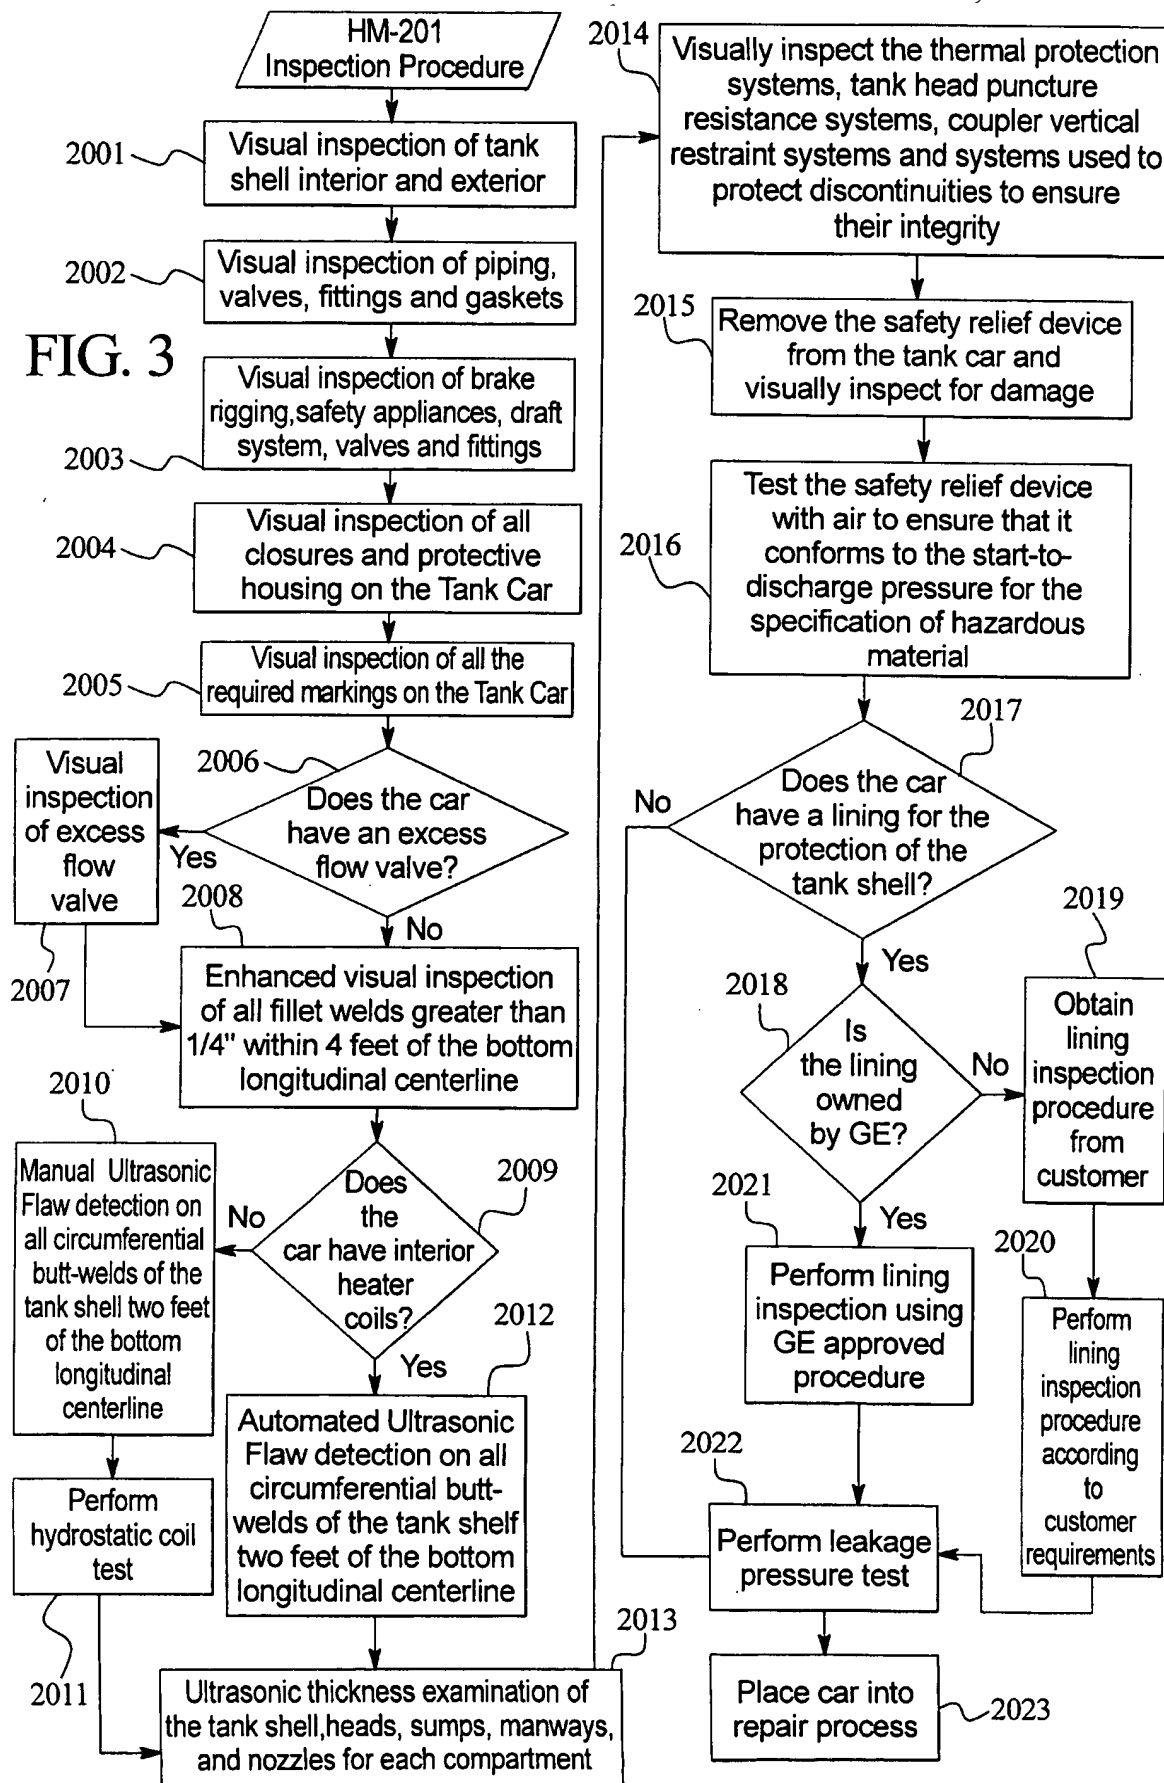 HM-201
Inspection Procedure
2001
Visual inspection of tank
shell interior and exterior
2002
Visual inspection of piping,
valves, fittings and gaskets
FIG. 3
Visual inspection of brake
rigging,safety appliances, draft
system, valves and fittings
2003
2004
Visual inspection of all
closures and protective
housing on the Tank Car
2005
Visual inspection of all the
required markings on the Tank Car
2006
Does the car
have an excess
flow valve?
Yes
No
Visual
inspection
of excess
flow
valve
2007
2008
Enhanced visual inspection
of all fillet welds greater than
1/4" within 4 feet of the bottom
longitudinal centerline
2009
Does
the
car have interior
heater
coils?
No
Yes
2010
Manual Ultrasonic
Flaw detection on
all circumferential
butt-welds of the
tank shell two feet
of the bottom
longitudinal
centerline
Perform
hydrostatic coil
test
2011
2012
Automated Ultrasonic
Flaw detection on all
circumferential butt-
welds of the tank shelf
two feet of the bottom
longitudinal centerline
2013
Ultrasonic thickness examination of
the tank shell,heads, sumps, manways,
and nozzles for each compartment
2014
Visually inspect the thermal protection
systems, tank head puncture
resistance systems, coupler vertical
restraint systems and systems used to
protect discontinuities to ensure
their integrity
2015
Remove the safety relief device
from the tank car and
visually inspect for damage
2016
Test the safety relief device
with air to ensure that it
conforms to the start-to-
discharge pressure for the
specification of hazardous
material
2017
Does the car
have a lining for the
protection of the
tank shell?
No
Yes
2018
Is
the lining
owned
by GE?
No
Yes
2019
Obtain
lining
inspection
procedure
from
customer
2020
Perform
lining
inspection
procedure
according
to
customer
requirements
2021
Perform lining
inspection using
GE approved
procedure
2022
Perform leakage
pressure test
Place car into
repair process
2023